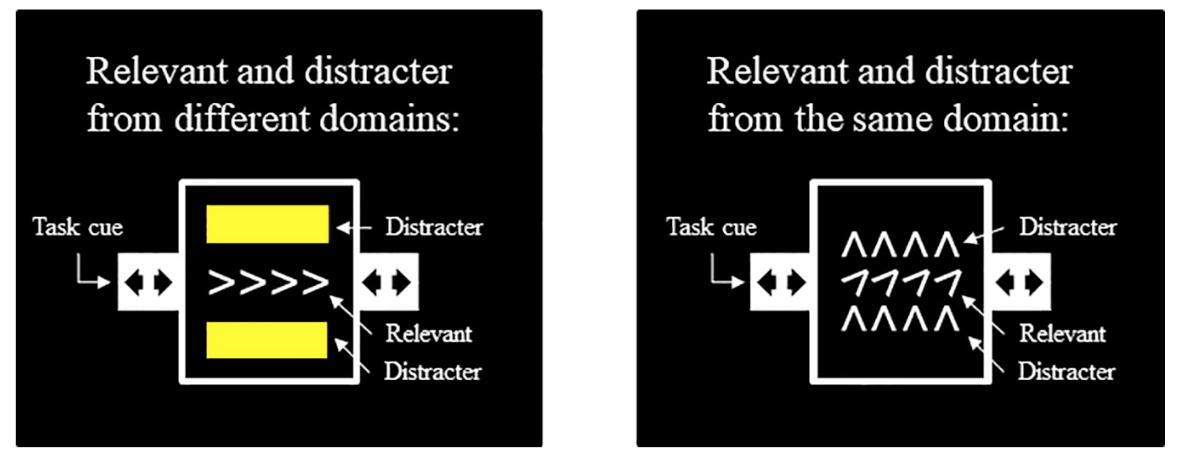 Relevant and distracter
from different domains:
Task cue
Distracter
>>>>
Relevant
Distracter
Relevant and distracter
from the same domain:
Task cue
Distracter
Relevant
Distracter